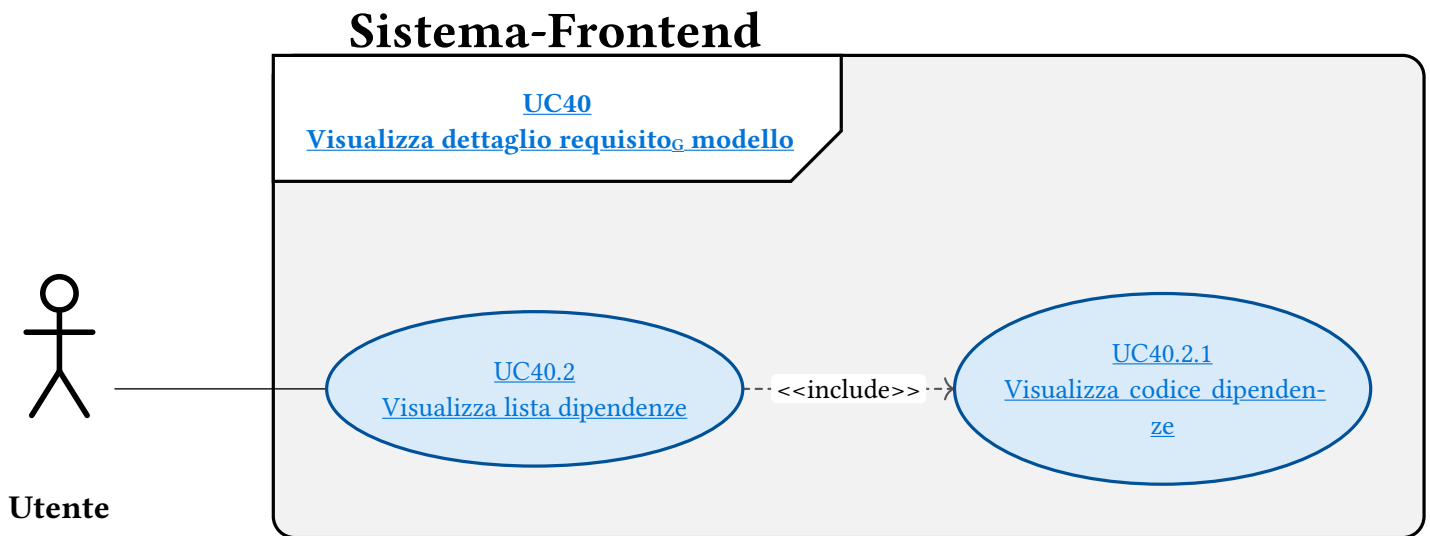 Sistema-Frontend
UC40
Visualizza dettaglio requisitoG modello
UC40.2
Visualizza lista dipendenze
<<include>>
UC40.2.1
Visualizza codice dipenden-
ze
Utente